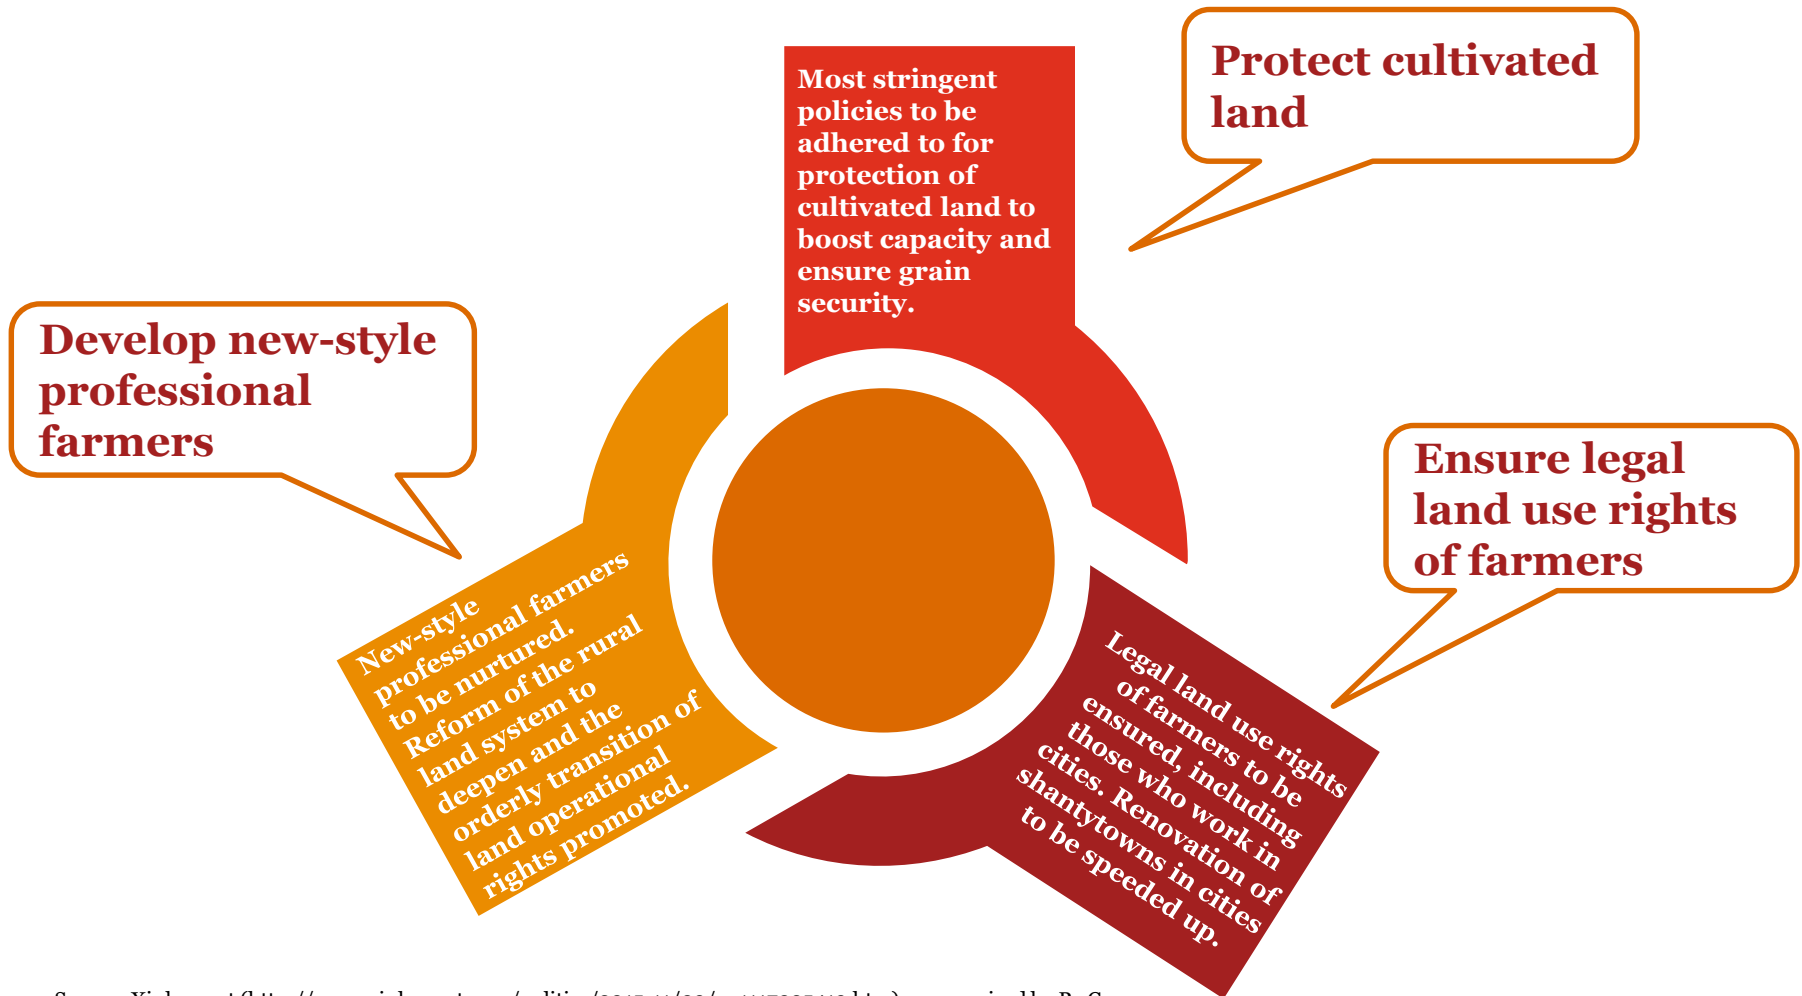 Protect cultivated
land
Most stringent
policies to be
adhered to for
protection of
cultivated land to
boost capacity and
ensure grain
security.
Develop new-style
professional
farmers
New-style
professional farmers
to be nurtured.
Reform of the rural
land system to
deepen and the
orderly transition of
land operational
rights promoted.
Ensure legal
land use rights
of farmers
Legal land use rights
of farmers to be
ensured, including
those who work in
cities. Renovation of
shantytowns in cities
to be speeded up.